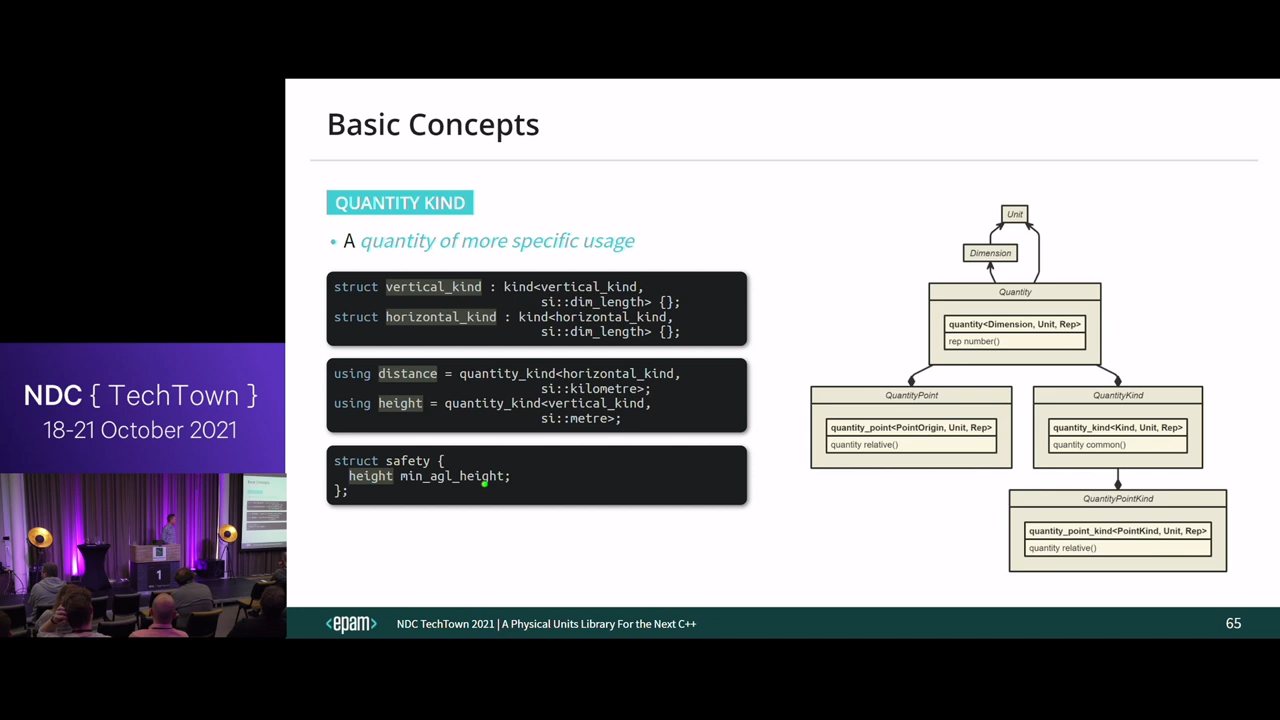 Basic Concepts
QUANTITY KIND
• A quantity of more specific usage
struct vertical_kind : kind<vertical_kind,
si::dim_length> {};
struct horizontal_kind : kind<horizontal_kind,
si::dim_length> {};
using distance = quantity_kind<horizontal_kind,
si::kilometre>;
using height = quantity_kind<vertical_kind,
si::metre>;
struct safety {
height min_agl_height;
};
Unit
Dimension
Quantity
quantity<Dimension, Unit, Rep>
rep number()
QuantityPoint
quantity_point<PointOrigin, Unit, Rep>
quantity relative()
QuantityKind
quantity_kind<Kind, Unit, Rep>
quantity common()
QuantityPointKind
quantity_point_kind<PointKind, Unit, Rep>
quantity relative()
NDC { TechTown }
18-21 October 2021
1
<epam>
NDC TechTown 2021 | A Physical Units Library For the Next C++
65